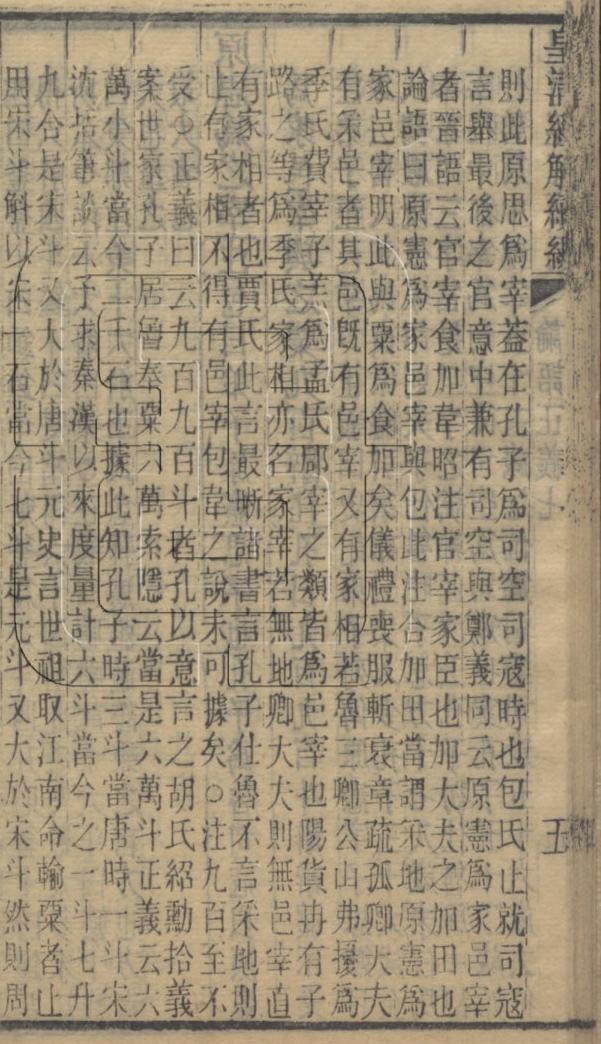 皇清經解續編
論語正義七
五
則此原思爲宰葢在孔子爲司空司寇時也包氏止就司寇
言舉最後之官意中兼有司空與鄭義同云原憲爲家邑宰
者晉語云官宰食加韋昭注官宰家臣也加大夫之加田也
論語曰原憲爲家邑宰與包此注合加田當謂采地原憲爲
家邑宰明此與粟爲食加矣儀禮喪服斬衰章疏孤卿大夫
有采邑者其邑旣有邑宰又有家相若魯三卿公山弗擾爲
季氏費宰子羔爲孟氏郈宰之類皆爲邑宰也陽貨冉有子
路之等爲季氏家相亦名家宰若無地卿大夫則無邑宰直
有家相者也賈氏此言最晰諸書言孔子仕魯不言采地則
止有家相不得有邑宰包韋之說未可據矣○注九百至不
受○正義曰云九百九百斗者孔以意言之胡氏紹勳拾義
案世家孔子居魯奉粟六萬索隱云當是六萬斗正義云六
萬小斗當今二千石也據此知孔子時三斗當唐時一斗宋
沈括筆談云予求秦漢以來度量計六斗當今之一斗七升
九合是宋斗又大於唐斗元史言世祖取江南命輸粟者止
用宋斗斛以宋一石當今七斗是元斗又大於宋斗然則周